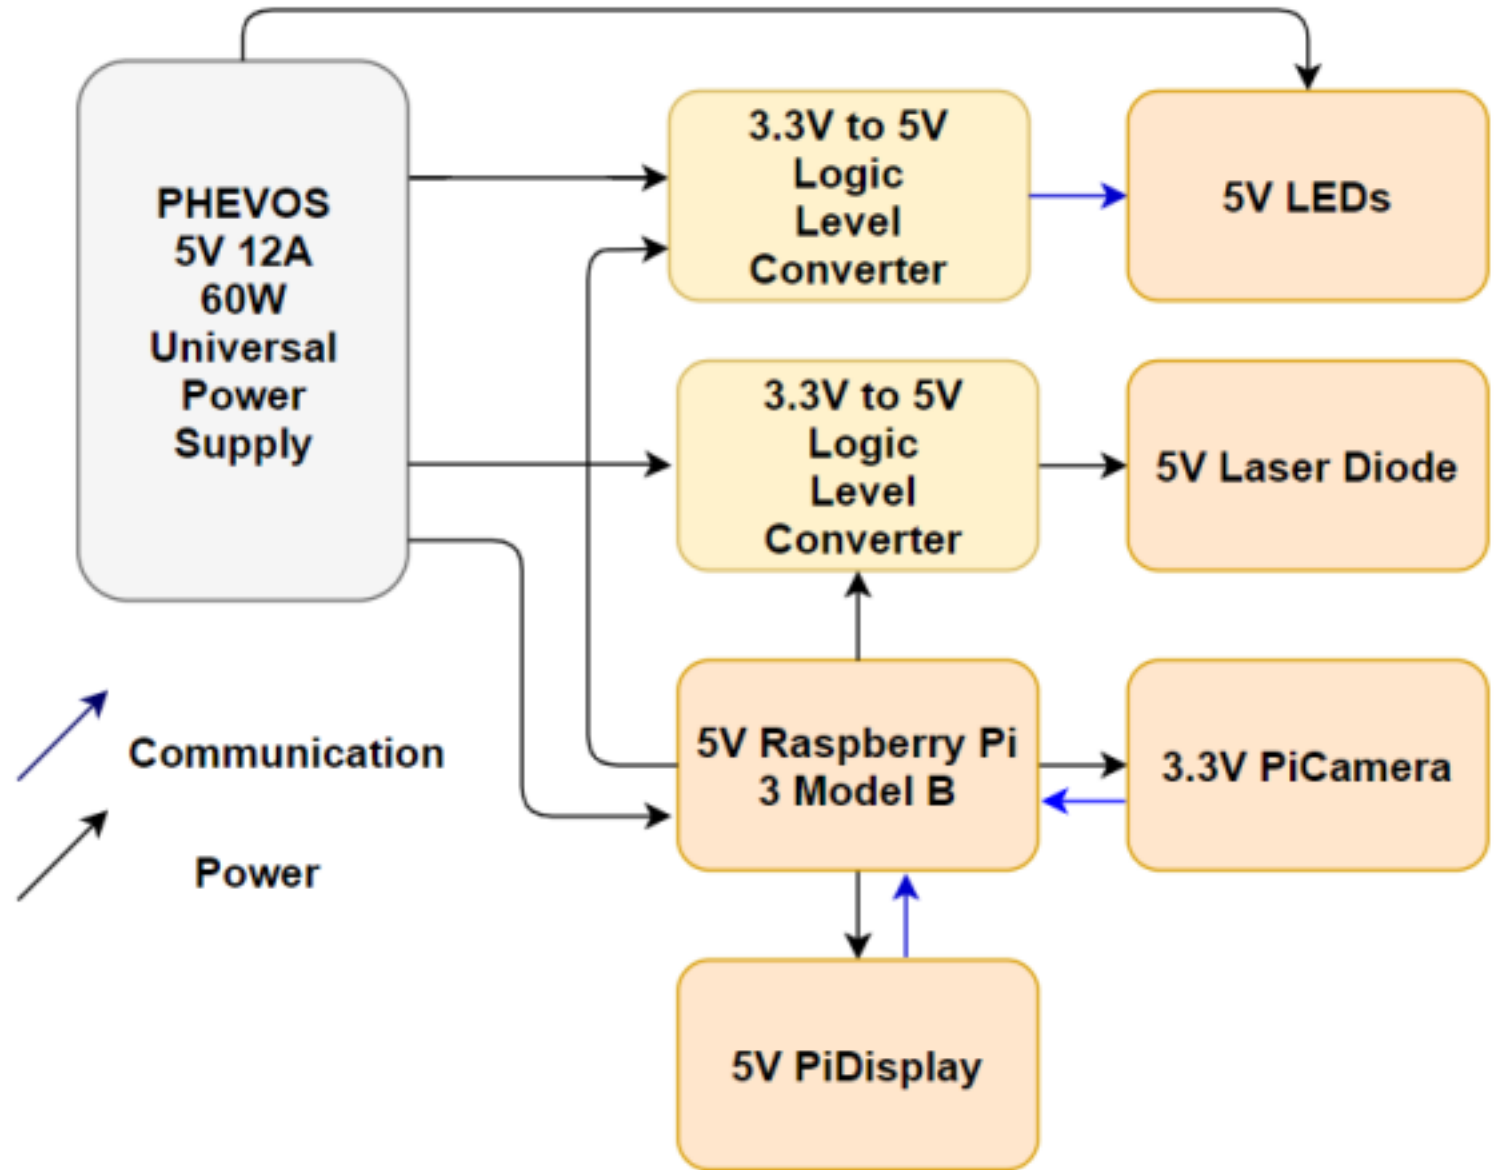 PHEVOS
5V 12A
60W
Universal
Power
Supply
3.3V to 5V
Logic
Level
Converter
5V LEDs
3.3V to 5V
Logic
Level
Converter
5V Laser Diode
5V Raspberry Pi
3 Model B
3.3V PiCamera
5V PiDisplay
Communication
Power